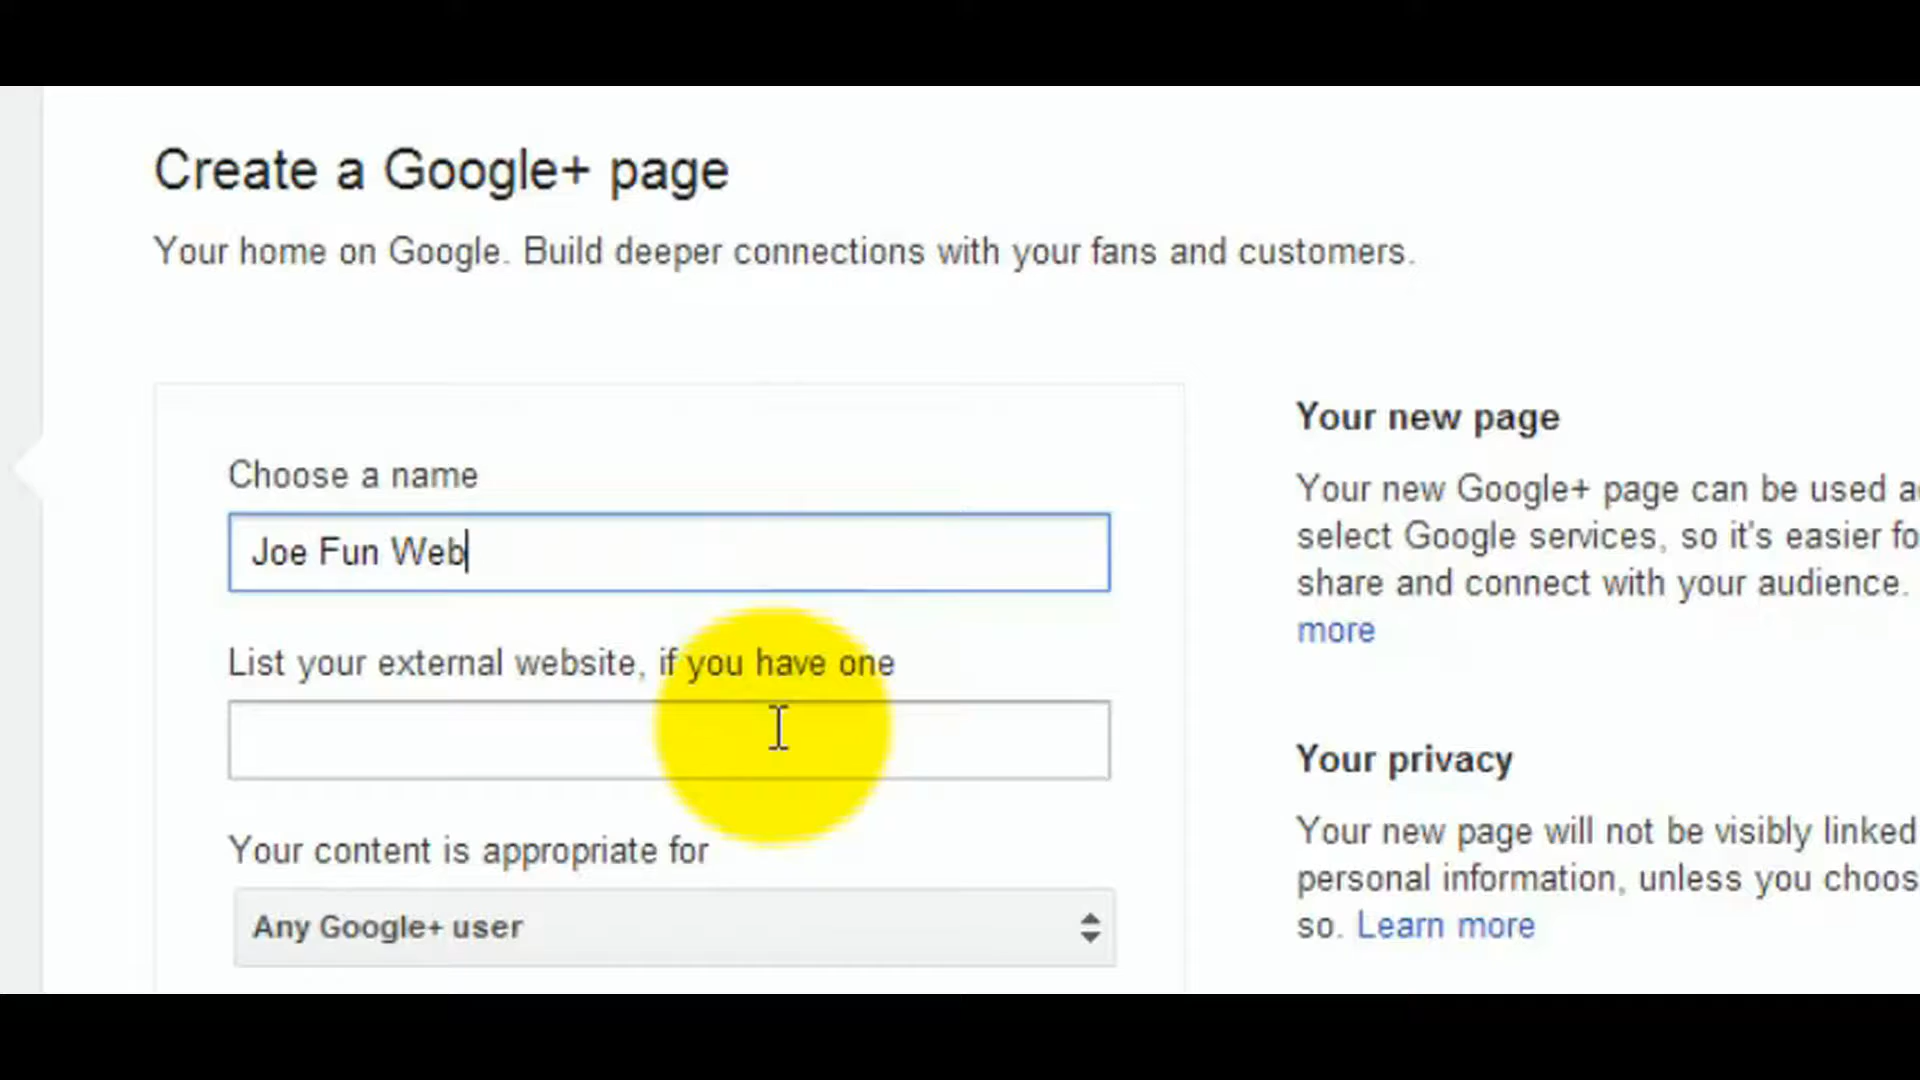 Create a Google+ page
Your home on Google. Build deeper connections with your fans and customers.
Choose a name
Joe Fun Web
List your external website, if you have one
Your content is appropriate for
Any Google+ user
Your new page
Your new Google+ page can be used
select Google services, so it's easier
share and connect with your audience.
more
Your privacy
Your new page will not be visibly linked
personal information, unless you
so. Learn more